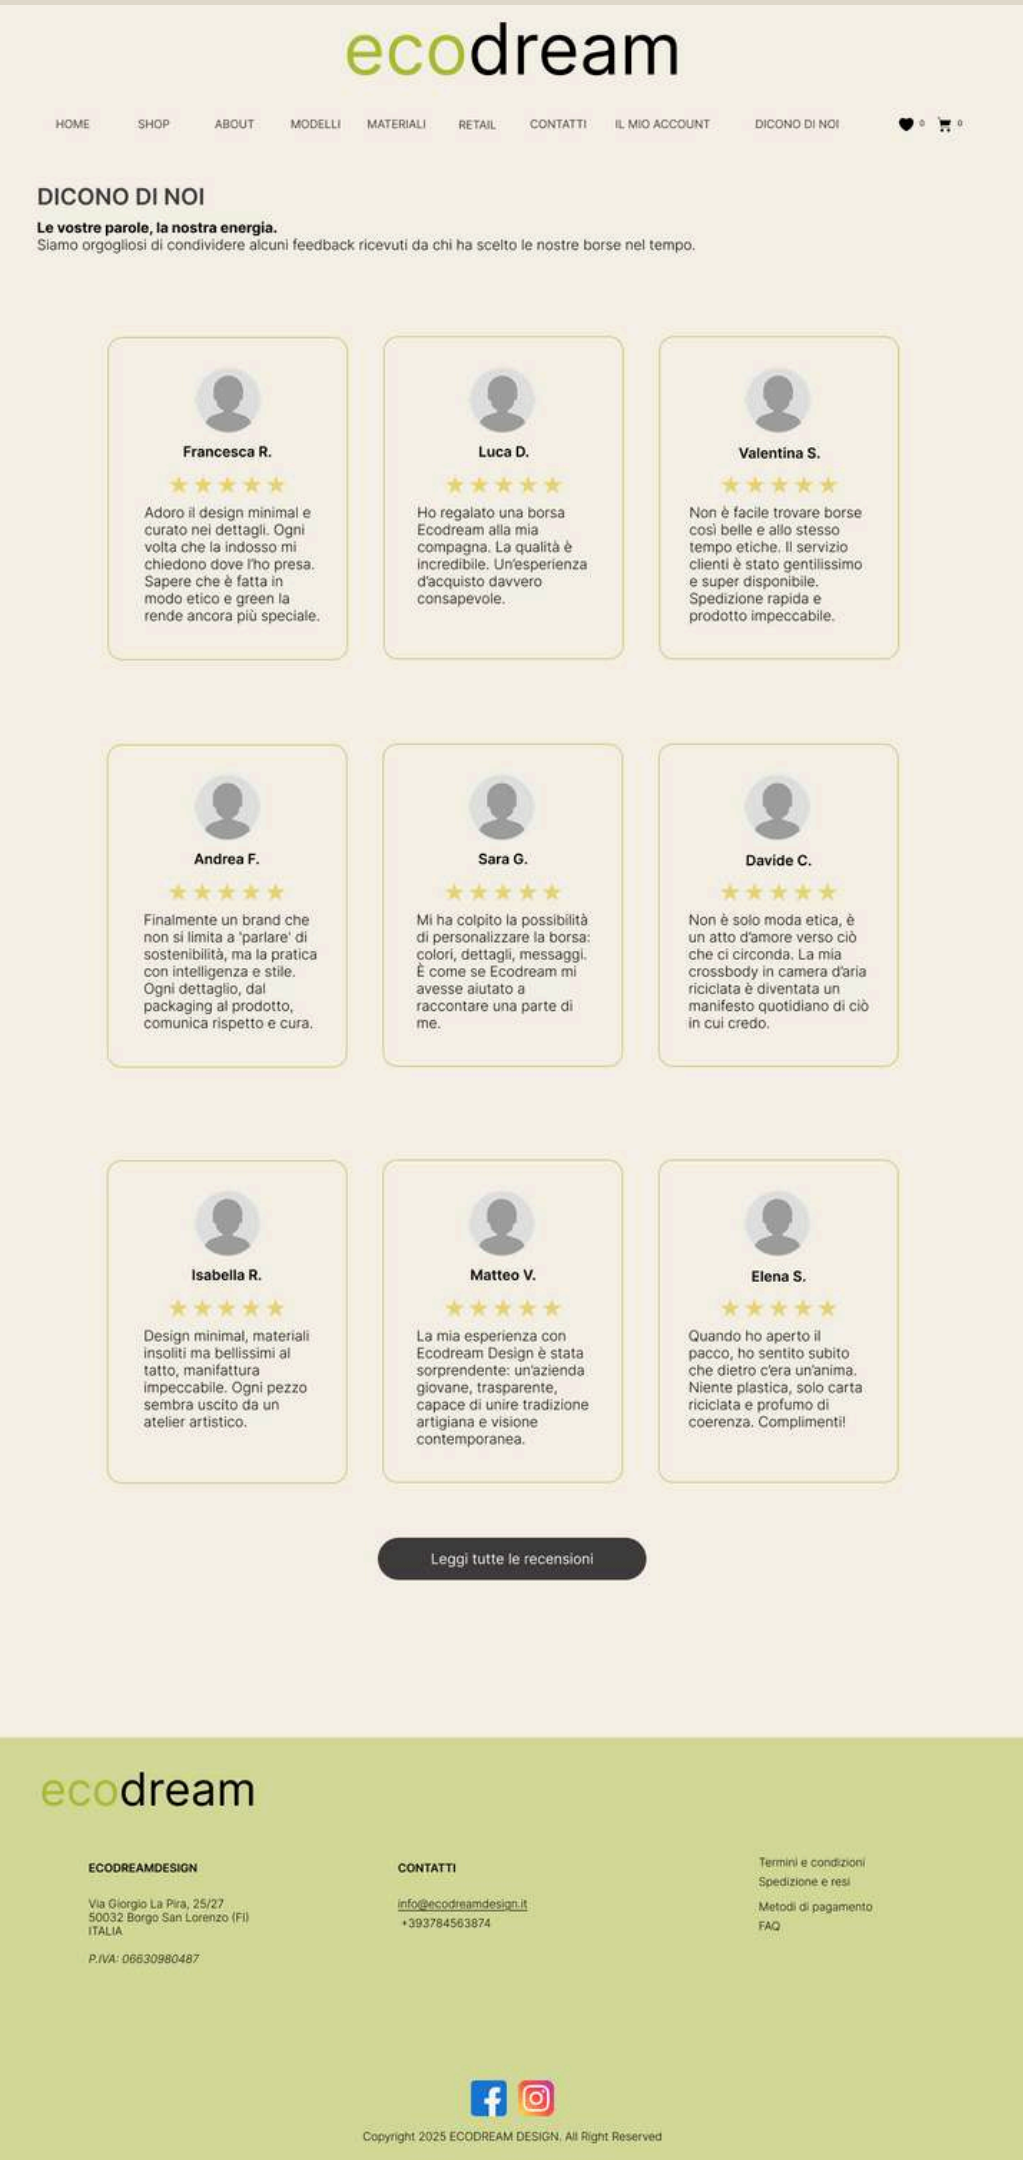 ecodream
HOME SHOP ABOUT MODELLI MATERIALI RETAIL CONTATTI IL MIO ACCOUNT DICONO DI NOI 0 0
DICONO DI NOI
Le vostre parole, la nostra energia.
Siamo orgogliosi di condividere alcuni feedback ricevuti da chi ha scelto le nostre borse nel tempo.
Francesca R.
Adoro il design minimal e
curato nei dettagli. Ogni
volta che la indosso mi
chiedono dove l'ho presa.
Sapere che è fatta in
modo etico e green la
rende ancora più speciale.
Luca D.
Ho regalato una borsa
Ecodream alla mia
compagna. La qualità è
incredibile. Un'esperienza
d'acquisto davvero
consapevole.
Valentina S.
Non è facile trovare borse
così belle e allo stesso
tempo etiche. Il servizio
clienti è stato gentilissimo
e super disponibile.
Spedizione rapida e
prodotto impeccabile.
Andrea F.
Finalmente un brand che
non si limita a 'parlare' di
sostenibilità, ma la pratica
con intelligenza e stile.
Ogni dettaglio, dal
packaging al prodotto,
comunica rispetto e cura.
Sara G.
Mi ha colpito la possibilità
di personalizzare la borsa:
colori, dettagli, messaggi.
È come se Ecodream mi
avesse aiutato a
raccontare una parte di
me.
Davide C.
Non è solo moda etica, è
un atto d'amore verso ciò
che ci circonda. La mia
crossbody in camera d'aria
riciclata è diventata un
manifesto quotidiano di ciò
in cui credo.
Isabella R.
Design minimal, materiali
insoliti ma bellissimi al
tatto, manifattura
impeccabile. Ogni pezzo
sembra uscito da un
atelier artistico.
Matteo V.
La mia esperienza con
Ecodream Design è stata
sorprendente: un'azienda
giovane, trasparente,
capace di unire tradizione
artigiana e visione
contemporanea.
Elena S.
Quando ho aperto il
pacco, ho sentito subito
che dietro c'era un'anima.
Niente plastica, solo carta
riciclata e profumo di
coerenza. Complimenti!
Leggi tutte le recensioni
ecodream
ECODREAMDESIGN
Via Giorgio La Pira, 25/27
50032 Borgo San Lorenzo (FI)
ITALIA
P.IVA: 06630980487
CONTATTI
info@ecodreamdesign.it
+393784563874
Termini e condizioni
Spedizione e resi
Metodi di pagamento
FAQ
Copyright 2025 ECODREAM DESIGN. All Right Reserved